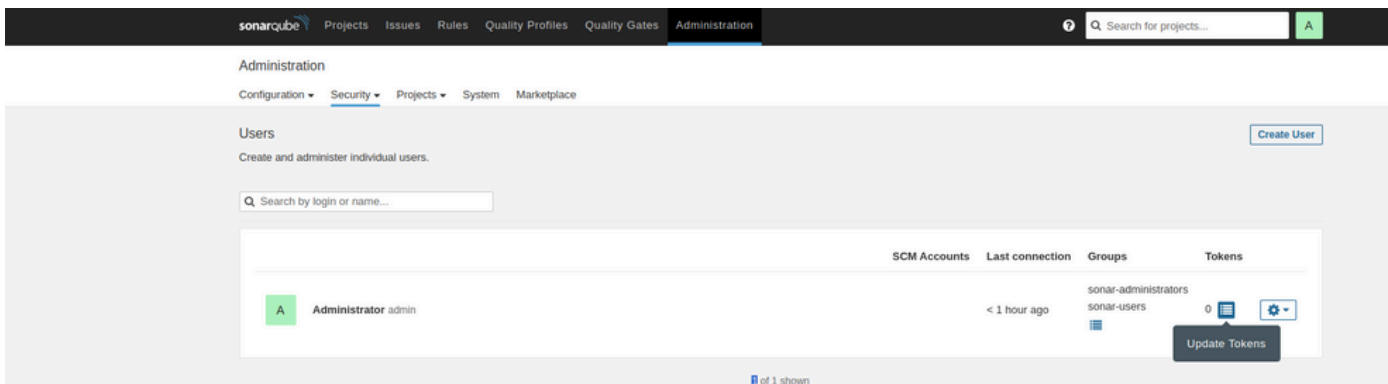 sonarqube Projects Issues Rules Quality Profiles Quality Gates Administration ? Search for projects... A
Administration
Configuration Security Projects System Marketplace
Users
Create User
Create and administer individual users.
Search by login or name...
SCM Accounts Last connection Groups Tokens
A Administrator admin < 1 hour ago sonar-administrators
sonar-users 0
Update Tokens
1 of 1 shown